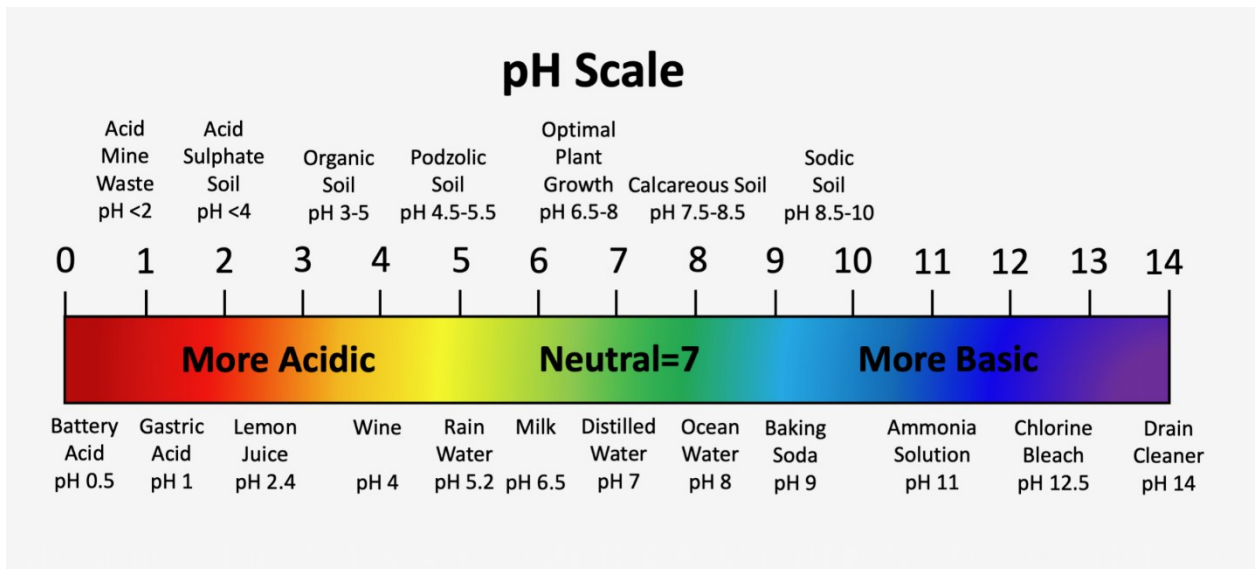 pH Scale
Acid
Mine
Waste
pH <2
Acid
Sulphate
Soil
pH <4
Organic
Soil
pH 3-5
Podzolic
Soil
pH 4.5-5.5
Optimal
Plant
Growth
pH 6.5-8
Calcareous Soil
pH 7.5-8.5
Sodic
Soil
pH 8.5-10
0 1 2 3 4 5 6 7 8 9 10 11 12 13 14
More Acidic Neutral=7 More Basic
Battery
Acid
pH 0.5
Gastric
Acid
pH 1
Lemon
Juice
pH 2.4
Wine
pH 4
Rain
Water
pH 5.2
Milk
pH 6.5
Distilled
Water
pH 7
Ocean
Water
pH 8
Baking
Soda
pH 9
Ammonia
Solution
pH 11
Chlorine
Bleach
pH 12.5
Drain
Cleaner
pH 14